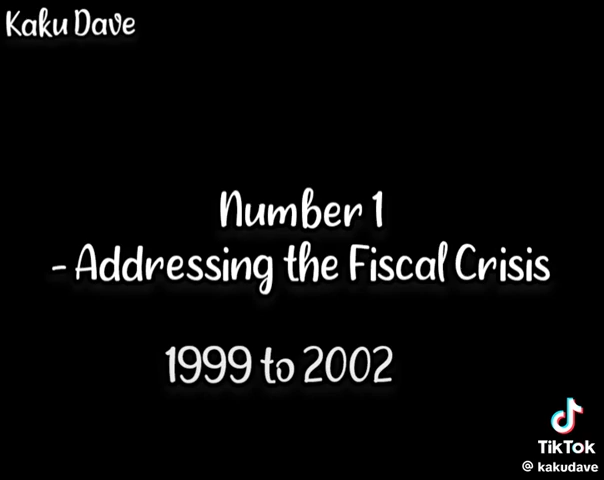 Kaku Dave
Number 1
- Addressing the Fiscal Crisis
1999 to 2002
TikTok
@ kakudave